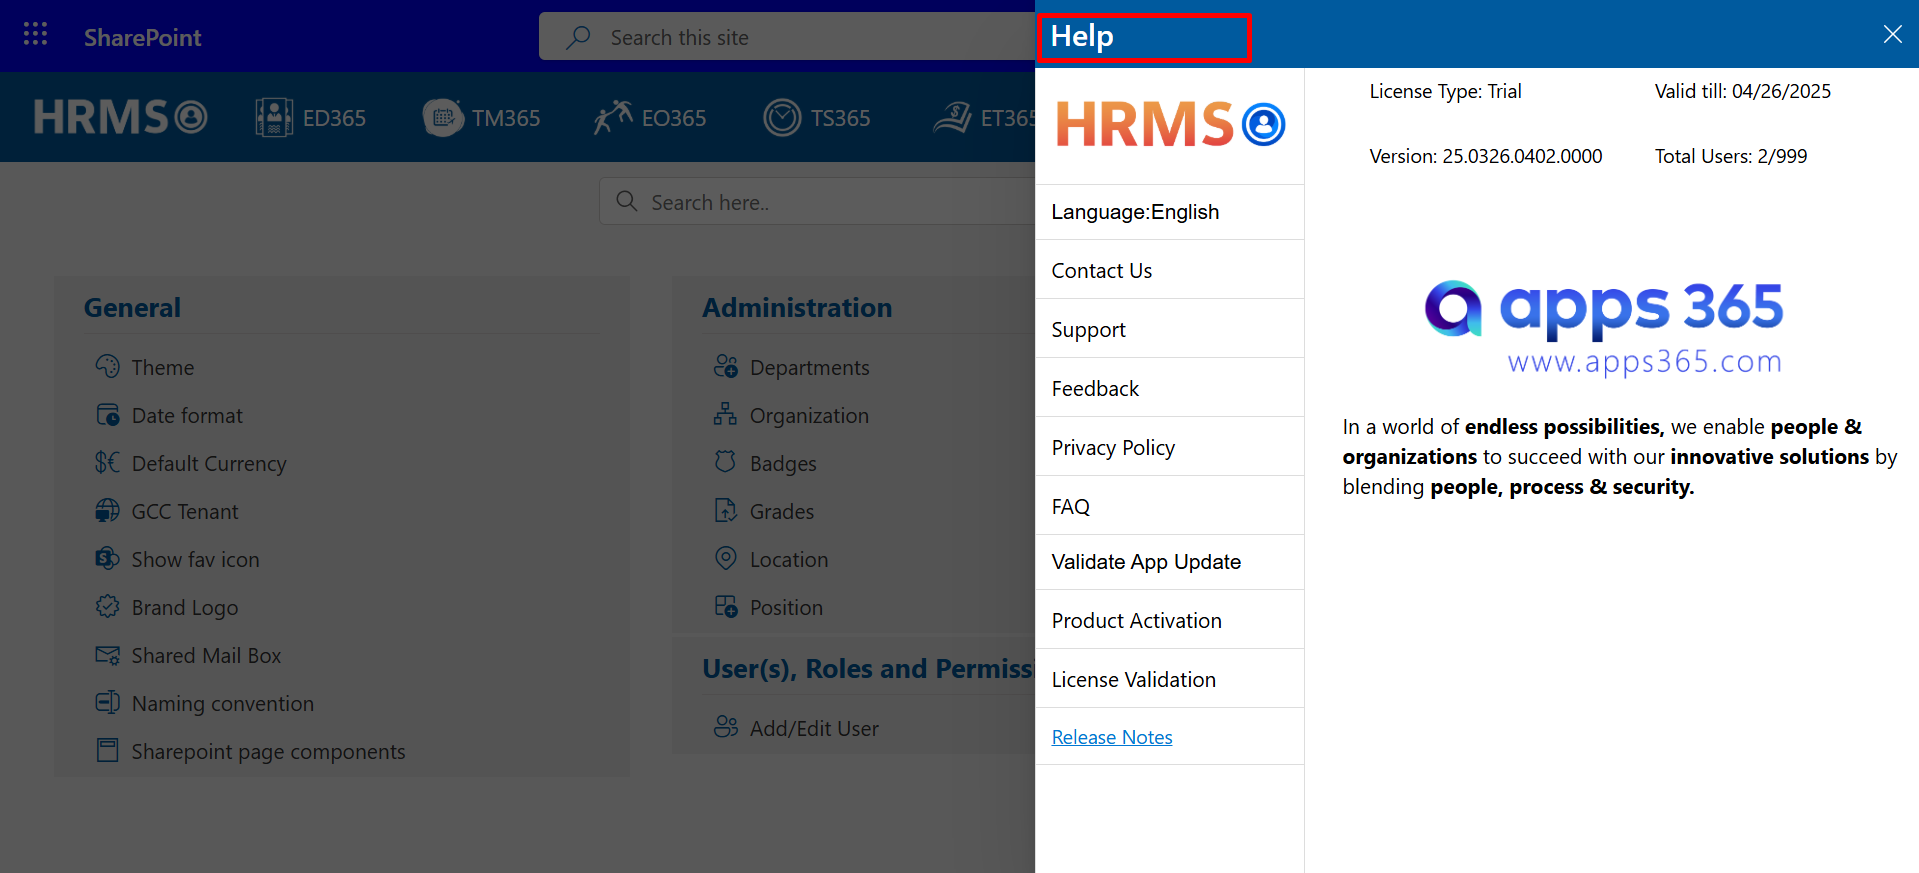 SharePoint
Search this site
HRMS
ED365
TM365
EO365
TS365
ET365
Search here..
General
Theme
Date format
$€ Default Currency
GCC Tenant
Show fav icon
Brand Logo
Shared Mail Box
Naming convention
Sharepoint page components
Administration
Departments
Organization
Badges
Grades
Location
Position
User(s), Roles and Permissi
Add/Edit User
Help
HRMS
Language:English
Contact Us
Support
Feedback
Privacy Policy
FAQ
Validate App Update
Product Activation
License Validation
Release Notes
License Type: Trial
Valid till: 04/26/2025
Version: 25.0326.0402.0000
Total Users: 2/999
apps 365
www.apps365.com
In a world of endless possibilities, we enable people &
organizations to succeed with our innovative solutions by
blending people, process & security.